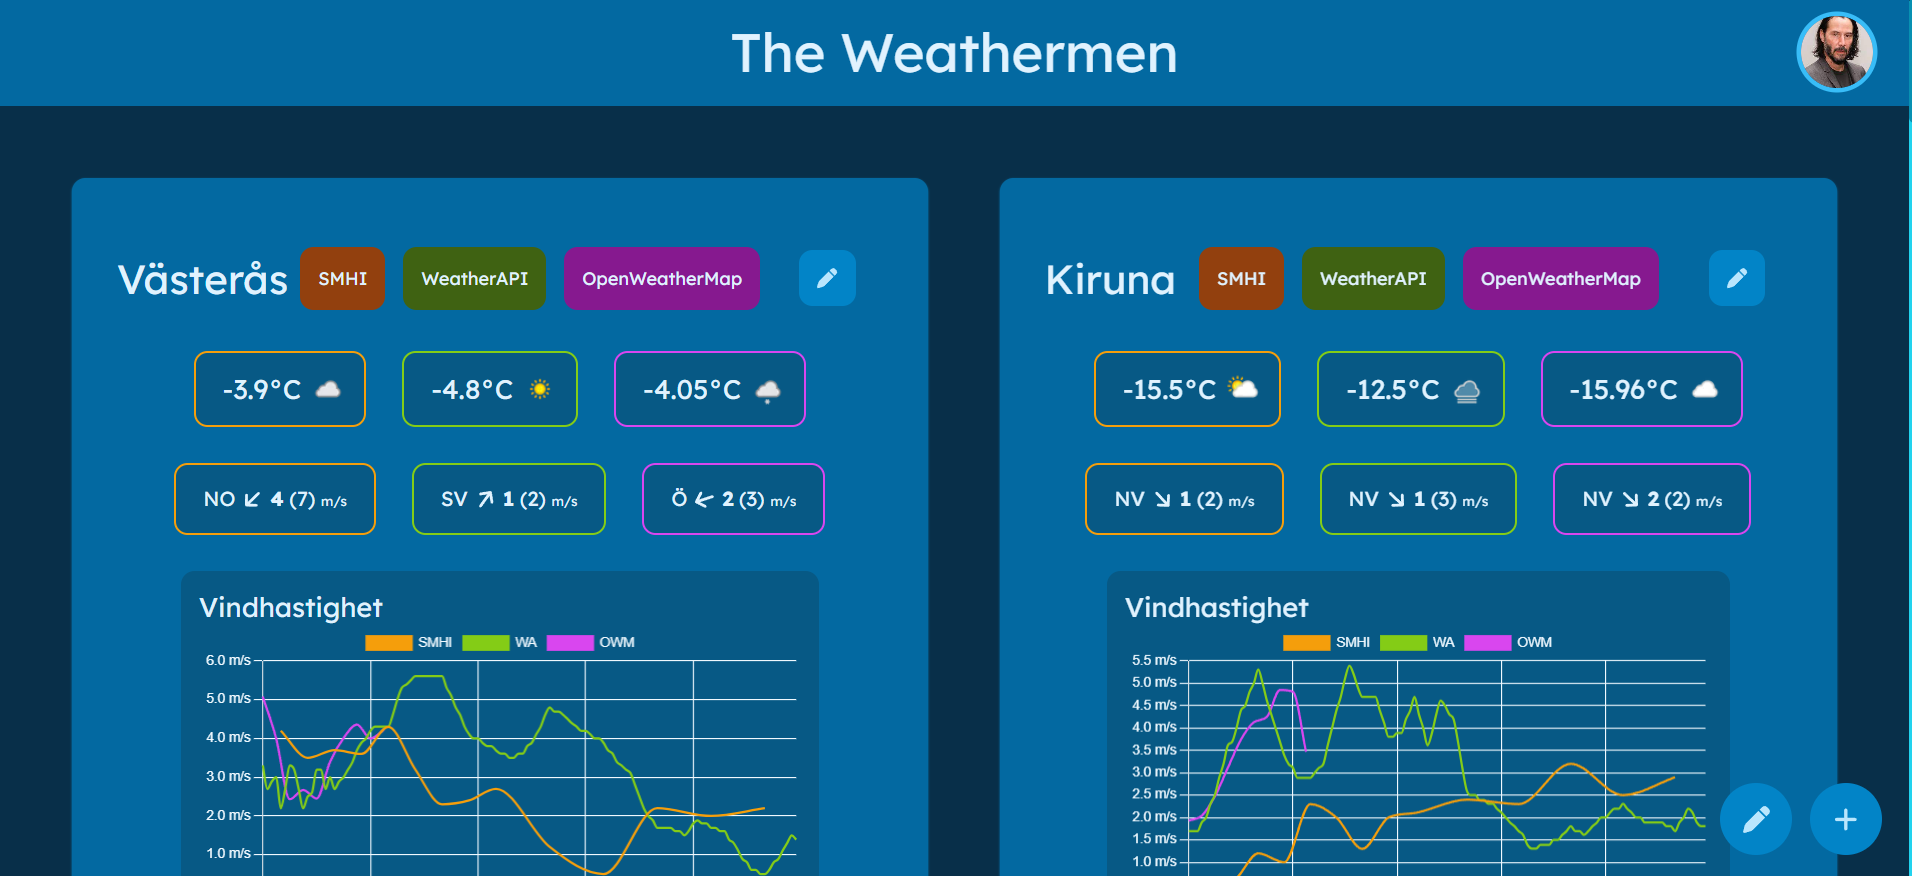 The Weathermen
Västerås SMHI WeatherAPI OpenWeatherMap
-3.9°C -4.8°C -4.05°C
NO 4 (7) m/s SV 1 (2) m/s Ö 2 (3) m/s
Vindhastighet
SMHI WA OWM
6.0 m/s
5.0 m/s
4.0 m/s
3.0 m/s
2.0 m/s
1.0 m/s
Kiruna SMHI WeatherAPI OpenWeatherMap
-15.5°C -12.5°C -15.96°C
NV 1 (2) m/s NV 1 (3) m/s NV 2 (2) m/s
Vindhastighet
SMHI WA OWM
5.5 m/s
5.0 m/s
4.5 m/s
4.0 m/s
3.5 m/s
3.0 m/s
2.5 m/s
2.0 m/s
1.5 m/s
1.0 m/s